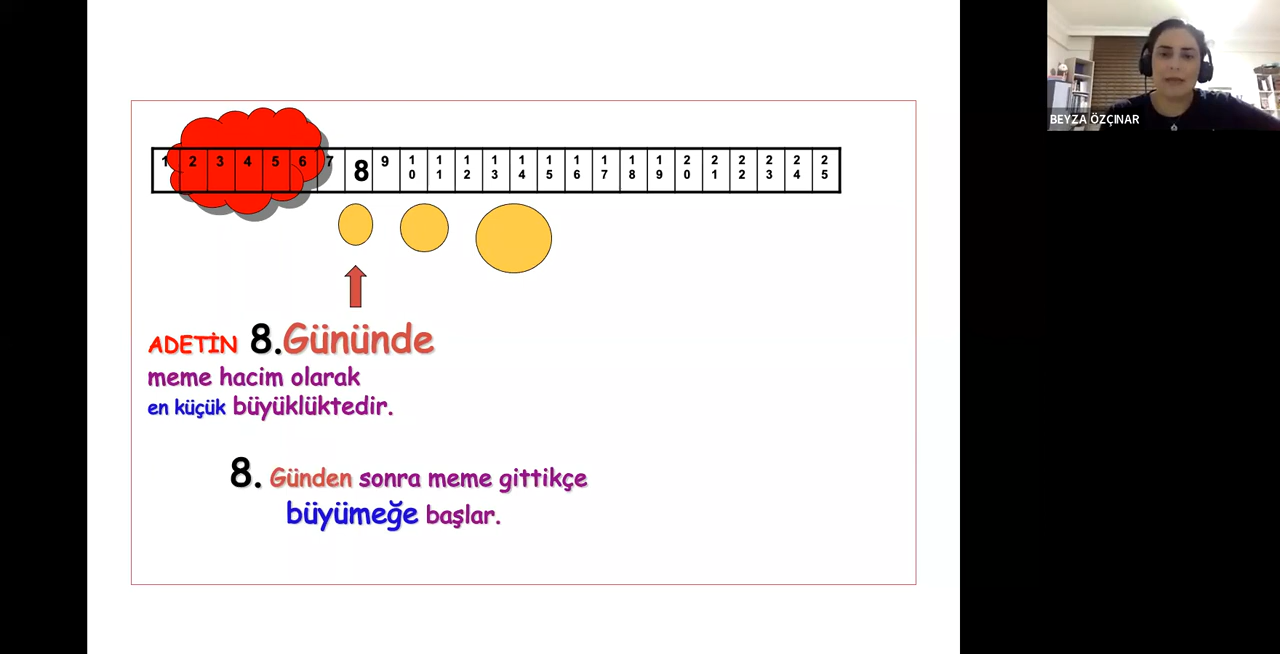 1 2 3 4 5 6 7 8 9 10 11 12 13 14 15 16 17 18 19 20 21 22 23 24 25
BEYZA ÖZÇINAR
ADETİN 8.Gününde
meme hacim olarak
en küçük büyüklüktedir.
8. Günden sonra meme gittikçe
büyümeğe başlar.